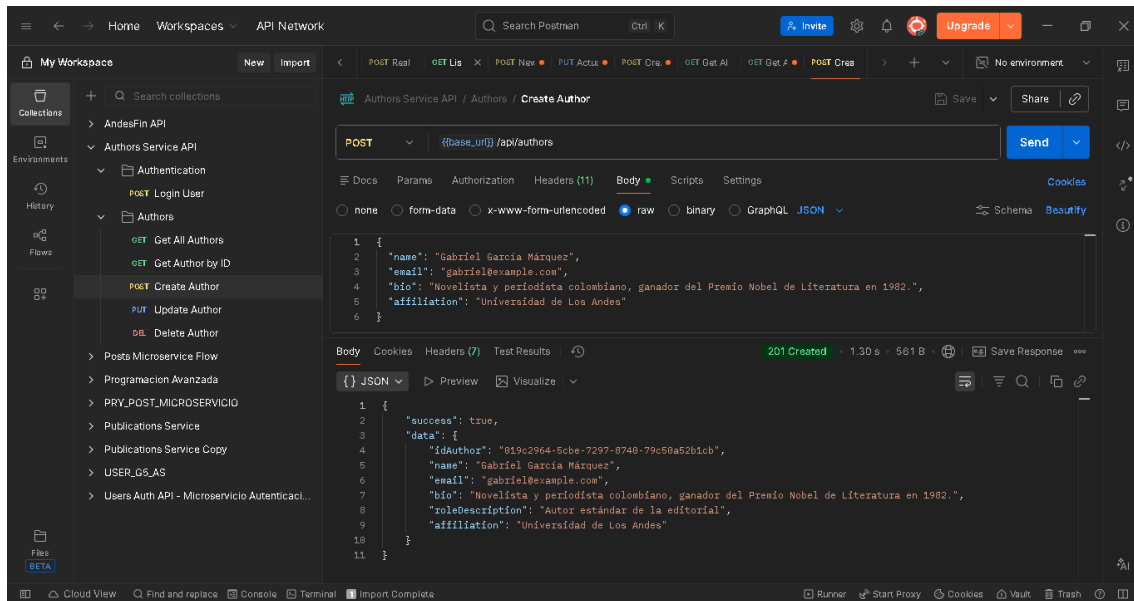 Home Workspaces API Network Search Postman Ctrl K Invite Upgrade
My Workspace New Import
POST Real GET Lis POST Nev PUT Actu POST Cre. GET Get Al GET Get A POST Crea No environment
Collections
Environments
History
Flows
Files
BETA
Search collections
AndesFin API
Authors Service API
Authentication
POST Login User
Authors
GET Get All Authors
GET Get Author by ID
POST Create Author
PUT Update Author
DEL Delete Author
Posts Microservice Flow
Programacion Avanzada
PRY_POST_MICROSERVICIO
Publications Service
Publications Service Copy
USER_G5_AS
Users Auth API - Microservicio Autenticaci...
HTTP Authors Service API / Authors / Create Author Save Share
POST {{base_url}} /api/authors Send
Docs Params Authorization Headers (11) Body Scripts Settings Cookies
none form-data x-www-form-urlencoded raw binary GraphQL JSON Schema Beautify
1 {
2 "name": "Gabriel García Márquez",
3 "email": "gabriel@example.com",
4 "bio": "Novelista y periodista colombiano, ganador del Premio Nobel de Literatura en 1982.",
5 "affiliation": "Universidad de Los Andes"
6 }
Body Cookies Headers (7) Test Results 201 Created 1.30 s 561 B Save Response
{} JSON Preview Visualize
1 {
2 "success": true,
3 "data": {
4 "idAuthor": "019c2964-5cbe-7297-8740-79c50a52b1cb",
5 "name": "Gabriel García Márquez",
6 "email": "gabriel@example.com",
7 "bio": "Novelista y periodista colombiano, ganador del Premio Nobel de Literatura en 1982.",
8 "roleDescription": "Autor estándar de la editorial",
9 "affiliation": "Universidad de Los Andes"
10 }
11 }
AI
Cloud View Find and replace Console Terminal 1 Import Complete Runner Start Proxy Cookies Vault Trash